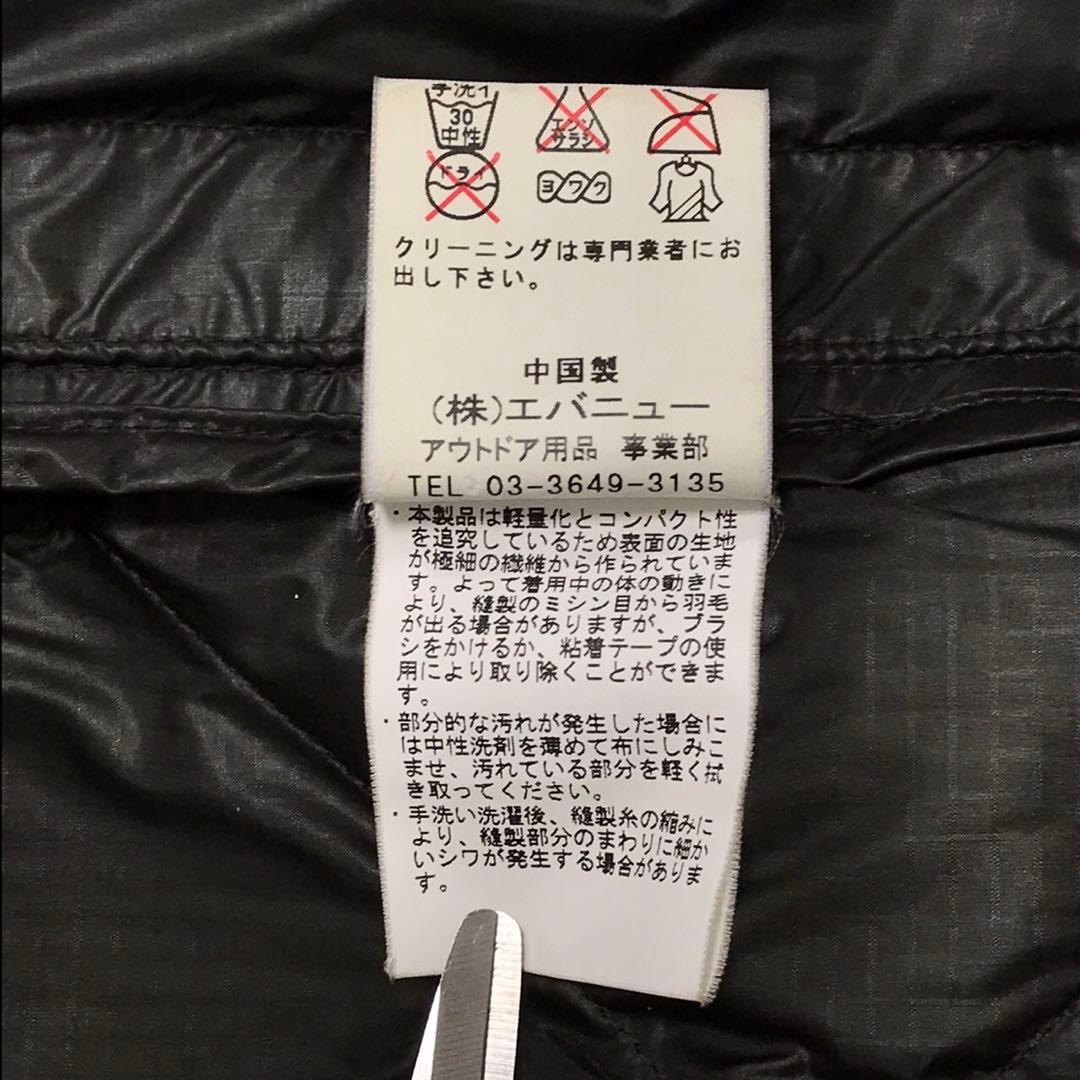 手洗イ
30
中性
エンソ
サラシ
ドライ
ヨワク
クリーニングは専門業者にお
出し下さい。
中国製
(株)エバニュー
アウトドア用品 事業部
TEL 03-3649-3135
・本製品は軽量化とコンパクト性
を追究しているため表面の生地
が極細の繊維から作られていま
す。よって着用中の体の動きに
より、縫製のミシン目から羽毛
が出る場合がありますが、ブラ
シをかけるか、粘着テープの使
用により取り除くことができま
す。
・部分的な汚れが発生した場合に
は中性洗剤を薄めて布にしみこ
ませ、汚れている部分を軽く拭
き取ってください。
・手洗い洗濯後、縫製糸の縮みに
より、縫製部分のまわりに細か
いシワが発生する場合がありま
す。